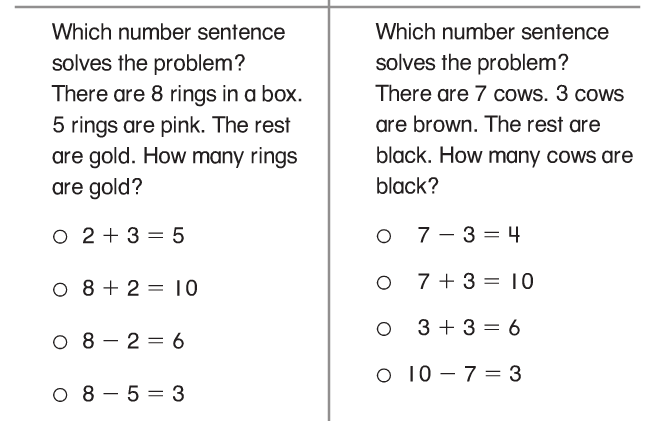 Which number sentence
solves the problem?
There are 8 rings in a box.
5 rings are pink. The rest
are gold. How many rings
are gold?
2 + 3 = 5
8 + 2 = 10
8 − 2 = 6
8 − 5 = 3
Which number sentence
solves the problem?
There are 7 cows. 3 cows
are brown. The rest are
black. How many cows are
black?
7 − 3 = 4
7 + 3 = 10
3 + 3 = 6
10 − 7 = 3